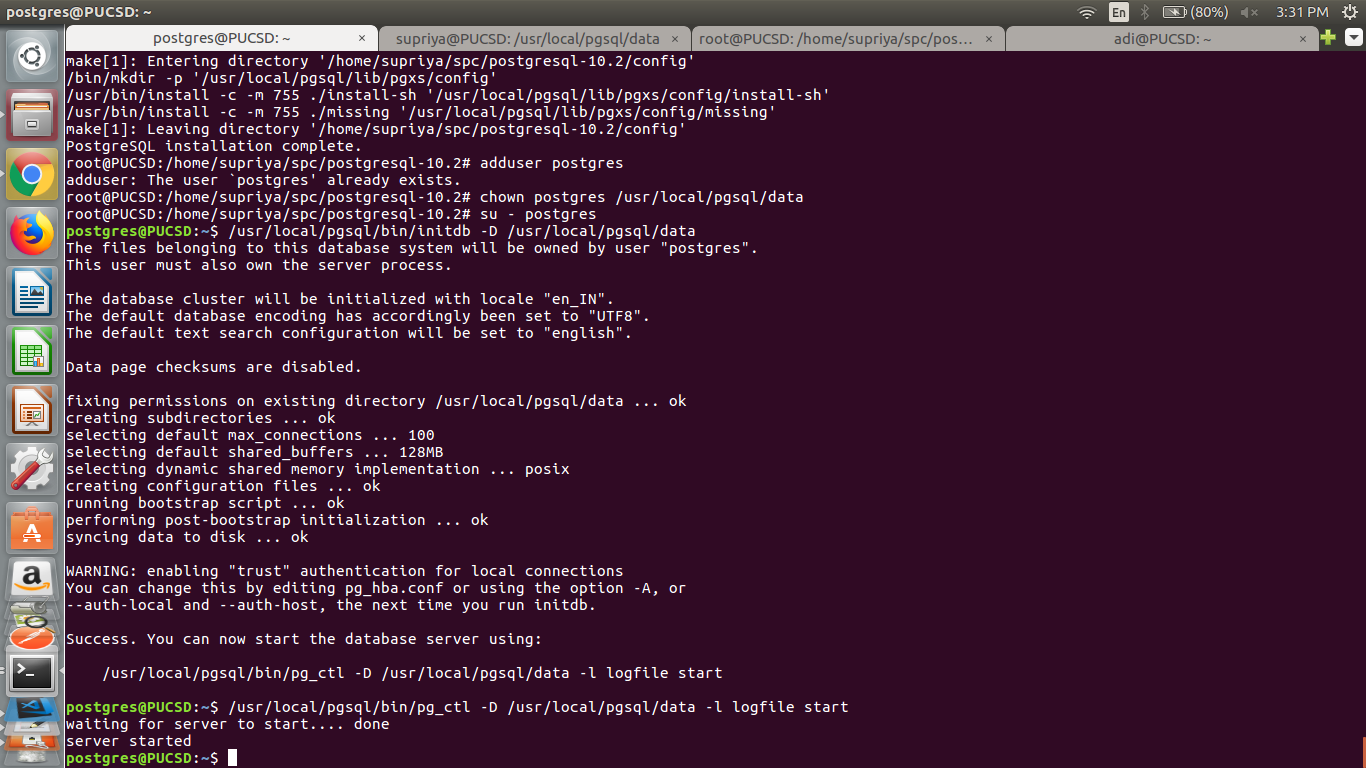 postgres@PUCSD: ~
En
(80%)
3:31 PM
postgres@PUCSD: ~ ×
supriya@PUCSD: /usr/local/pgsql/data ×
root@PUCSD: /home/supriya/spc/pos... ×
adi@PUCSD: ~ ×
make[1]: Entering directory '/home/supriya/spc/postgresql-10.2/config'
/bin/mkdir -p '/usr/local/pgsql/lib/pgxs/config'
/usr/bin/install -c -m 755 ./install-sh '/usr/local/pgsql/lib/pgxs/config/install-sh'
/usr/bin/install -c -m 755 ./missing '/usr/local/pgsql/lib/pgxs/config/missing'
make[1]: Leaving directory '/home/supriya/spc/postgresql-10.2/config'
PostgreSQL installation complete.
root@PUCSD:/home/supriya/spc/postgresql-10.2# adduser postgres
adduser: The user `postgres' already exists.
root@PUCSD:/home/supriya/spc/postgresql-10.2# chown postgres /usr/local/pgsql/data
root@PUCSD:/home/supriya/spc/postgresql-10.2# su - postgres
postgres@PUCSD:~$ /usr/local/pgsql/bin/initdb -D /usr/local/pgsql/data
The files belonging to this database system will be owned by user "postgres".
This user must also own the server process.
The database cluster will be initialized with locale "en_IN".
The default database encoding has accordingly been set to "UTF8".
The default text search configuration will be set to "english".
Data page checksums are disabled.
fixing permissions on existing directory /usr/local/pgsql/data ... ok
creating subdirectories ... ok
selecting default max_connections ... 100
selecting default shared_buffers ... 128MB
selecting dynamic shared memory implementation ... posix
creating configuration files ... ok
running bootstrap script ... ok
performing post-bootstrap initialization ... ok
syncing data to disk ... ok
WARNING: enabling "trust" authentication for local connections
You can change this by editing pg_hba.conf or using the option -A, or
--auth-local and --auth-host, the next time you run initdb.
Success. You can now start the database server using:
/usr/local/pgsql/bin/pg_ctl -D /usr/local/pgsql/data -l logfile start
postgres@PUCSD:~$ /usr/local/pgsql/bin/pg_ctl -D /usr/local/pgsql/data -l logfile start
waiting for server to start.... done
server started
postgres@PUCSD:~$